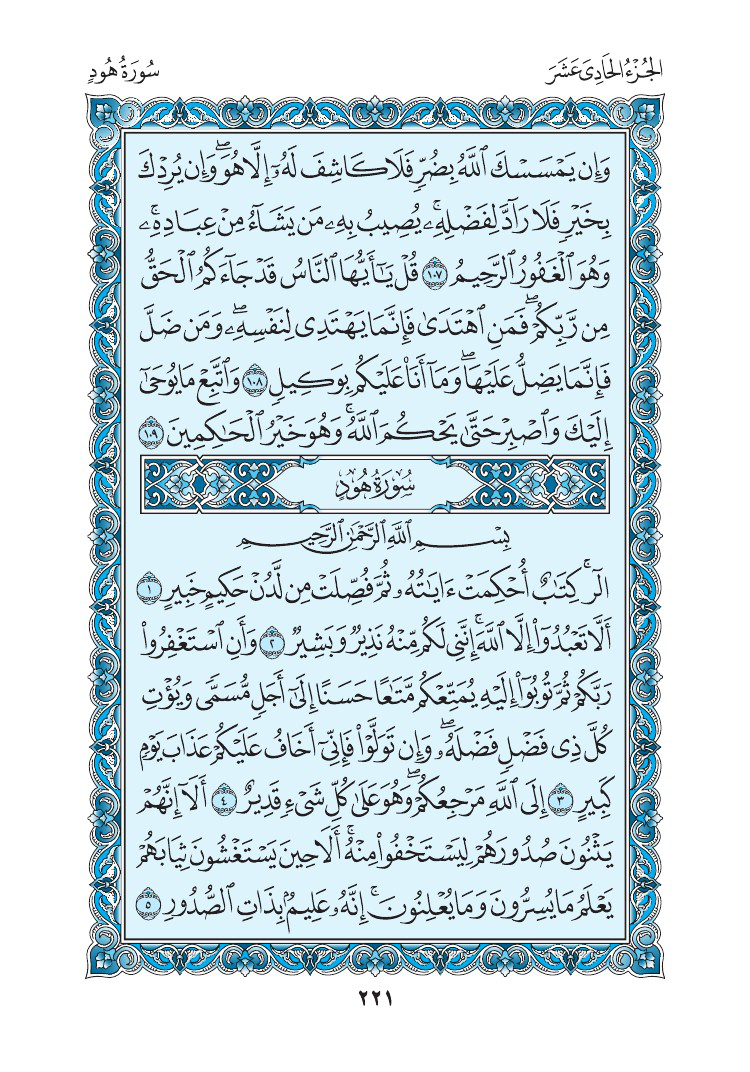 الجُزْءُ الحَادِىَ عَشَرَ
سُورَةُ هُودٍ
وَإِن يَمْسَسْكَ ٱللَّهُ بِضُرٍّ فَلَا كَاشِفَ لَهُۥٓ إِلَّا هُوَۖ وَإِن يُرِدْكَ
بِخَيْرٍ فَلَا رَآدَّ لِفَضْلِهِۦۚ يُصِيبُ بِهِۦ مَن يَشَآءُ مِنْ عِبَادِهِۦۚ
وَهُوَ ٱلْغَفُورُ ٱلرَّحِيمُ ١٠٧ قُلْ يَٰٓأَيُّهَا ٱلنَّاسُ قَدْ جَآءَكُمُ ٱلْحَقُّ
مِن رَّبِّكُمْۖ فَمَنِ ٱهْتَدَىٰ فَإِنَّمَا يَهْتَدِى لِنَفْسِهِۦۖ وَمَن ضَلَّ
فَإِنَّمَا يَضِلُّ عَلَيْهَاۖ وَمَآ أَنَا۠ عَلَيْكُم بِوَكِيلٍ ١٠٨ وَٱتَّبِعْ مَا يُوحَىٰٓ
إِلَيْكَ وَٱصْبِرْ حَتَّىٰ يَحْكُمَ ٱللَّهُۚ وَهُوَ خَيْرُ ٱلْحَٰكِمِينَ ١٠٩
سُورَةُ هُودٍ
بِسْمِ ٱللَّهِ ٱلرَّحْمَٰنِ ٱلرَّحِيمِ
الٓرۚ كِتَٰبٌ أُحْكِمَتْ ءَايَٰتُهُۥ ثُمَّ فُصِّلَتْ مِن لَّدُنْ حَكِيمٍ خَبِيرٍ ١
أَلَّا تَعْبُدُوٓا۟ إِلَّا ٱللَّهَۚ إِنَّنِى لَكُم مِّنْهُ نَذِيرٌ وَبَشِيرٌ ٢ وَأَنِ ٱسْتَغْفِرُوا۟
رَبَّكُمْ ثُمَّ تُوبُوٓا۟ إِلَيْهِ يُمَتِّعْكُم مَّتَٰعًا حَسَنًا إِلَىٰٓ أَجَلٍ مُّسَمًّى وَيُؤْتِ
كُلَّ ذِى فَضْلٍ فَضْلَهُۥۖ وَإِن تَوَلَّوْا۟ فَإِنِّىٓ أَخَافُ عَلَيْكُمْ عَذَابَ يَوْمٍ
كَبِيرٍ ٣ إِلَى ٱللَّهِ مَرْجِعُكُمْۖ وَهُوَ عَلَىٰ كُلِّ شَىْءٍ قَدِيرٌ ٤ أَلَآ إِنَّهُمْ
يَثْنُونَ صُدُورَهُمْ لِيَسْتَخْفُوا۟ مِنْهُۚ أَلَا حِينَ يَسْتَغْشُونَ ثِيَابَهُمْ
يَعْلَمُ مَا يُسِرُّونَ وَمَا يُعْلِنُونَۚ إِنَّهُۥ عَلِيمٌۢ بِذَاتِ ٱلصُّدُورِ ٥
٢٢١